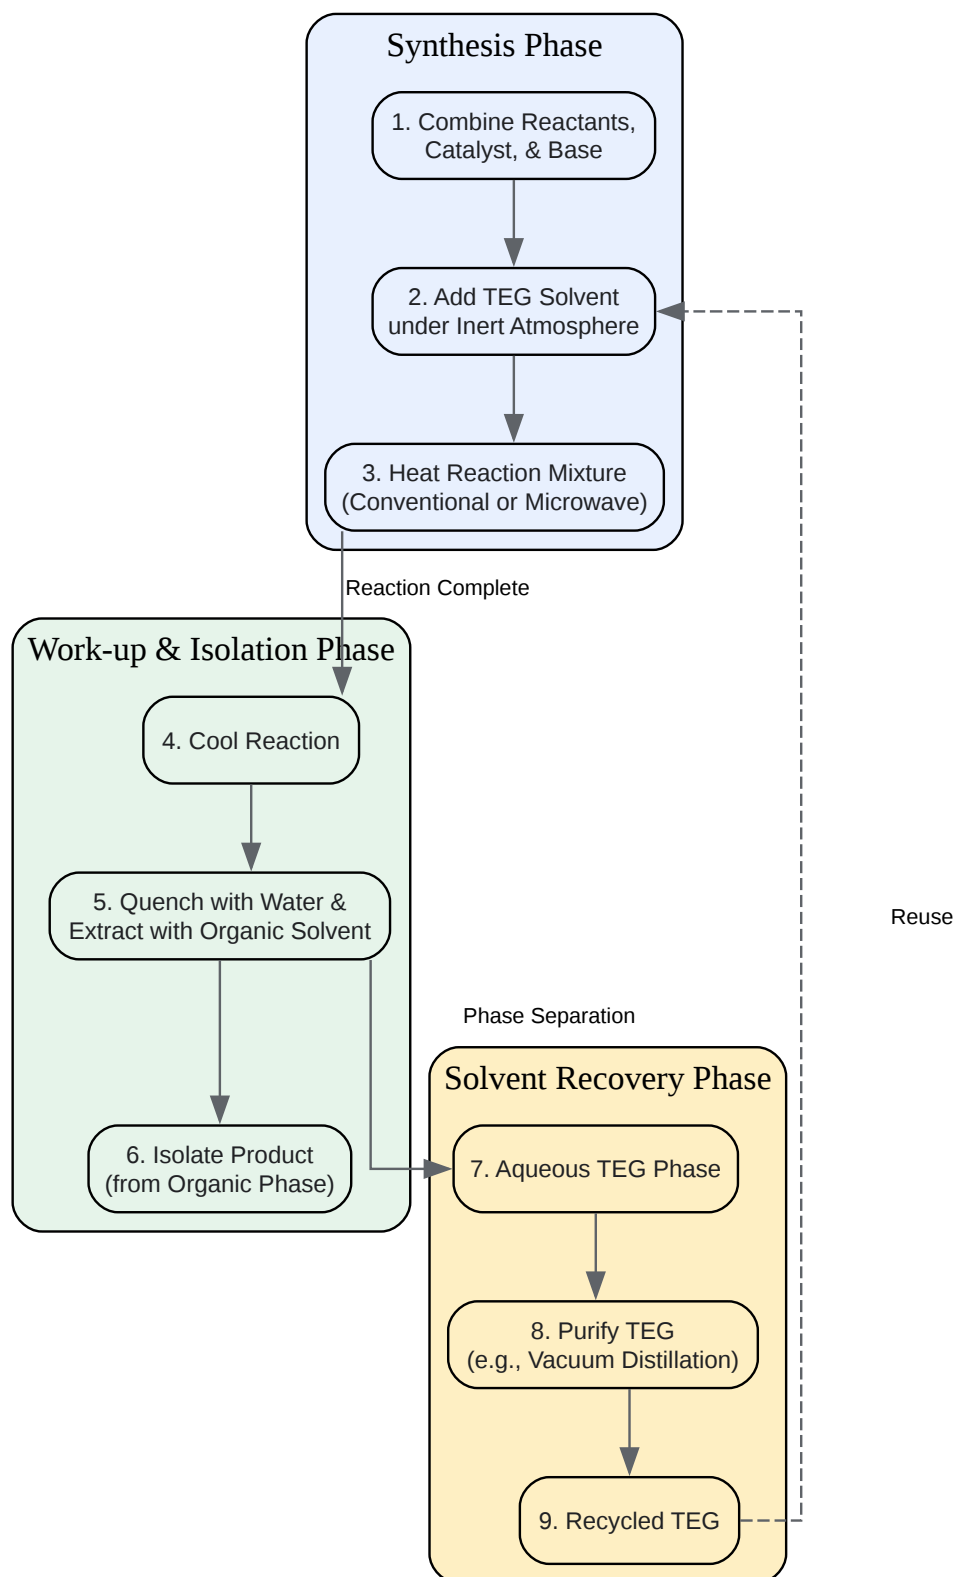 Synthesis Phase
1. Combine Reactants,
Catalyst, & Base
2. Add TEG Solvent
under Inert Atmosphere
3. Heat Reaction Mixture
(Conventional or Microwave)
Reaction Complete
Work-up & Isolation Phase
4. Cool Reaction
5. Quench with Water &
Extract with Organic Solvent
Reuse
Phase Separation
6. Isolate Product
(from Organic Phase)
Solvent Recovery Phase
7. Aqueous TEG Phase
8. Purify TEG
(e.g., Vacuum Distillation)
9. Recycled TEG